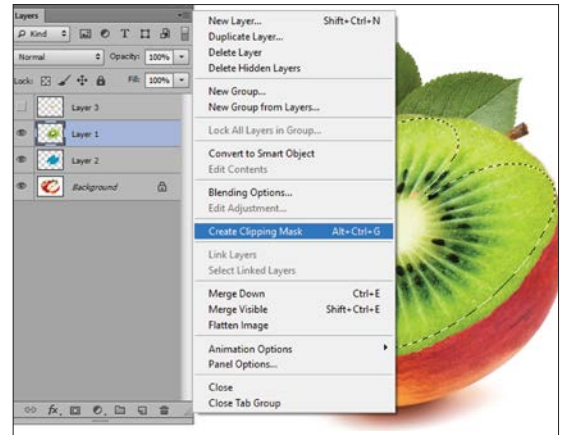 Layers
Kind
Normal
Opacity: 100%
Lock:
Fill: 100%
Layer 3
Layer 1
Layer 2
Background
fx
New Layer... Shift+Ctrl+N
Duplicate Layer...
Delete Layer
Delete Hidden Layers
New Group...
New Group from Layers...
Lock All Layers in Group...
Convert to Smart Object
Edit Contents
Blending Options...
Edit Adjustment...
Create Clipping Mask Alt+Ctrl+G
Link Layers
Select Linked Layers
Merge Down Ctrl+E
Merge Visible Shift+Ctrl+E
Flatten Image
Animation Options
Panel Options...
Close
Close Tab Group